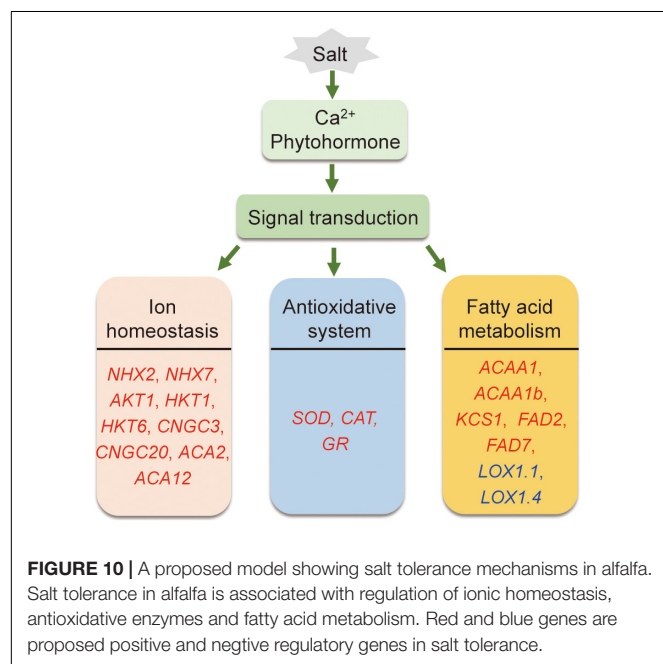 Salt
Ca²⁺
Phytohormone
Signal transduction
Ion
homeostasis
NHX2, NHX7,
AKT1, HKT1,
HKT6, CNGC3,
CNGC20, ACA2,
ACA12
Antioxidative
system
SOD, CAT,
GR
Fatty acid
metabolism
ACAA1,
ACAA1b,
KCS1, FAD2,
FAD7,
LOX1.1,
LOX1.4
FIGURE 10 | A proposed model showing salt tolerance mechanisms in alfalfa.
Salt tolerance in alfalfa is associated with regulation of ionic homeostasis,
antioxidative enzymes and fatty acid metabolism. Red and blue genes are
proposed positive and negtive regulatory genes in salt tolerance.